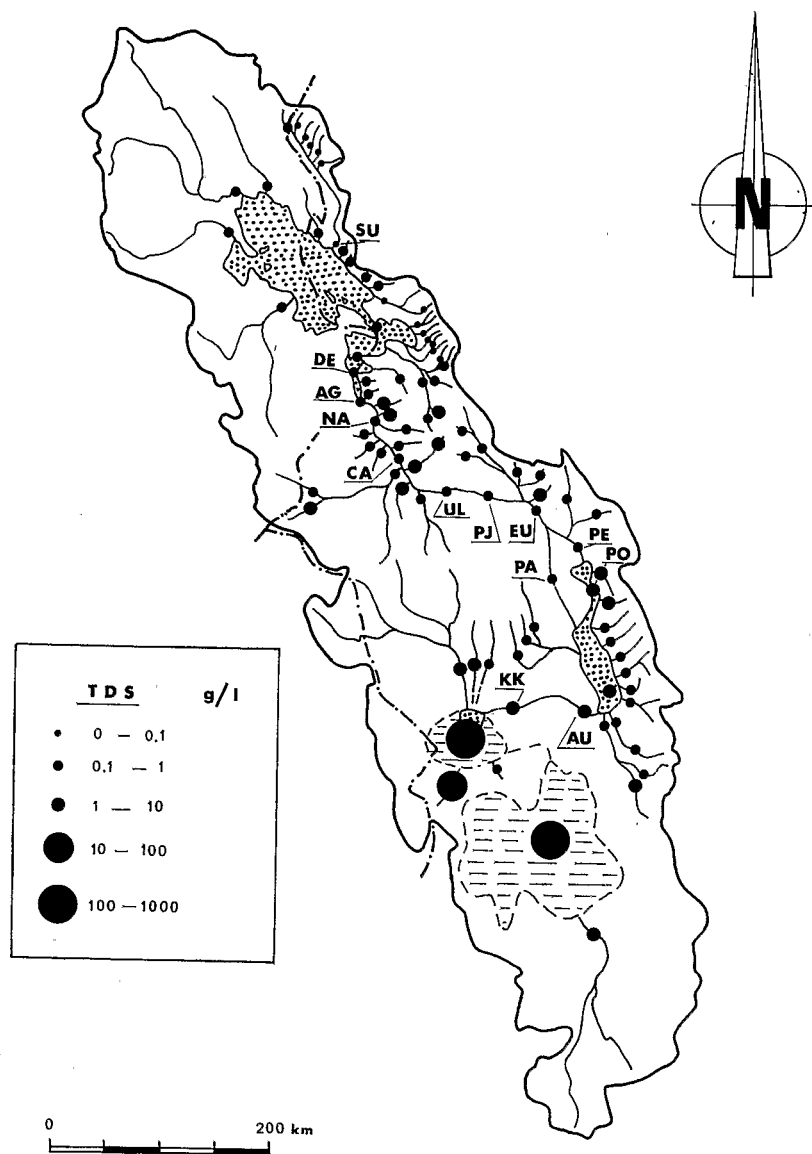 N
SU
DE
AG
NA
CA
UL
PJ
EU
PE
PO
PA
KK
AU
TDS g/l
0 — 0.1
0.1 — 1
1 — 10
10 — 100
100 — 1000
0 200 km